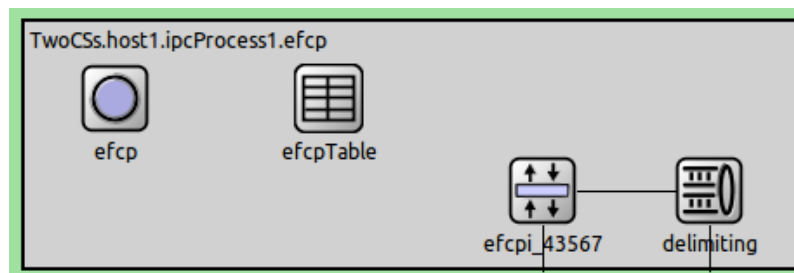 TwoCSs.host1.ipcProcess1.efcp
efcp
efcpTable
efcpi_43567
delimiting